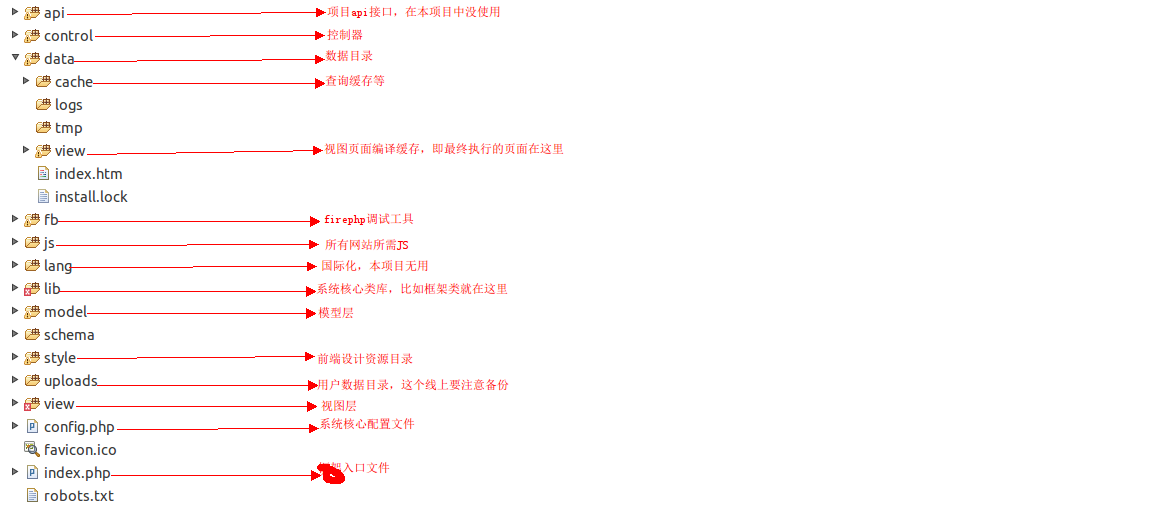 api 项目api接口，在本项目中没使用
control 控制器
data 数据目录
cache 查询缓存等
logs
tmp
view 视图页面编译缓存，即最终执行的页面在这里
index.htm
install.lock
fb firephp调试工具
js 所有网站所需JS
lang 国际化，本项目无用
lib 系统核心类库，比如框架类就在这里
model 模型层
schema
style 前端设计资源目录
uploads 用户数据目录，这个线上要注意备份
view 视图层
config.php 系统核心配置文件
favicon.ico
index.php 入口文件
robots.txt